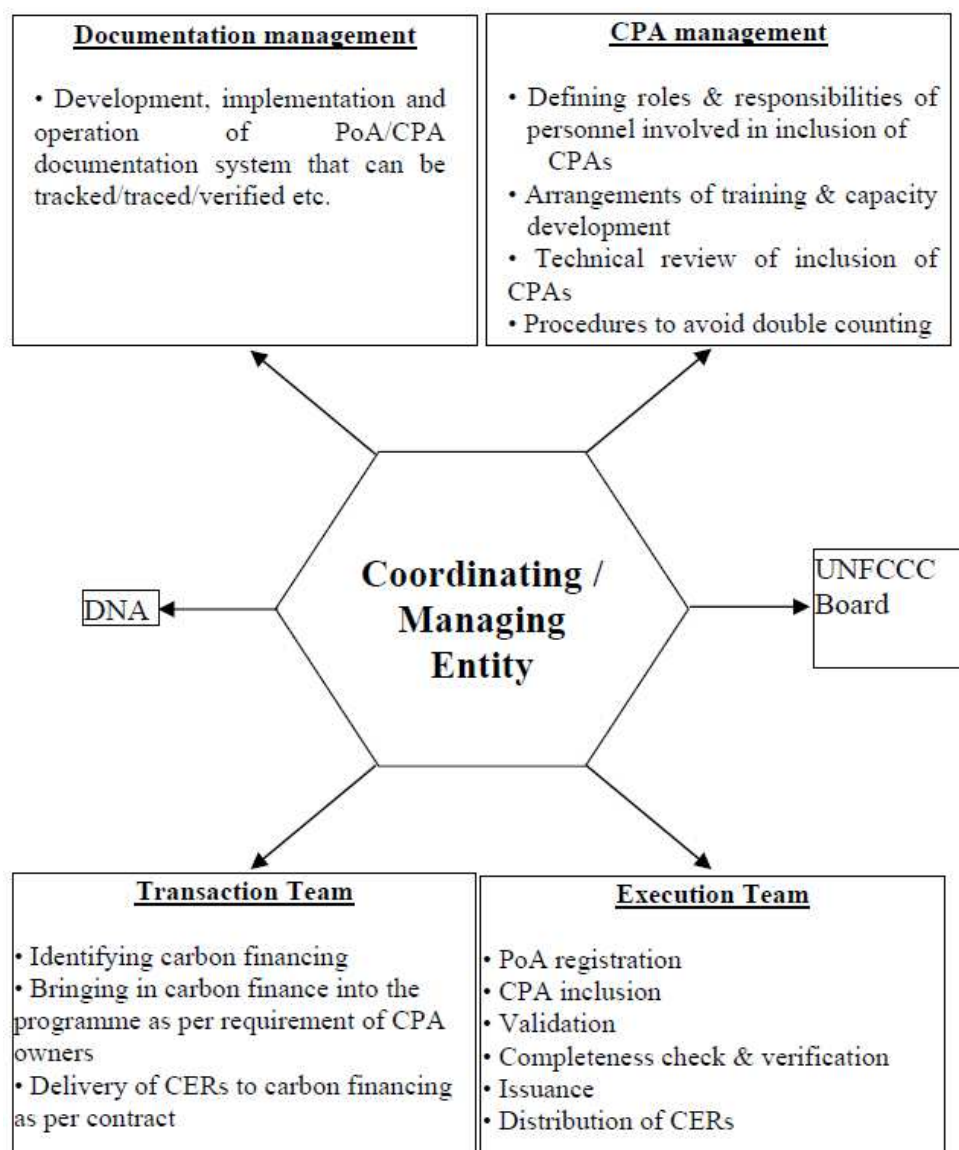 Documentation management
• Development, implementation and
operation of PoA/CPA
documentation system that can be
tracked/traced/verified etc.
CPA management
• Defining roles & responsibilities of
personnel involved in inclusion of
CPAs
• Arrangements of training & capacity
development
• Technical review of inclusion of
CPAs
• Procedures to avoid double counting
DNA
Coordinating /
Managing
Entity
UNFCCC
Board
Transaction Team
• Identifying carbon financing
• Bringing in carbon finance into the
programme as per requirement of CPA
owners
• Delivery of CERs to carbon financing
as per contract
Execution Team
• PoA registration
• CPA inclusion
• Validation
• Completeness check & verification
• Issuance
• Distribution of CERs